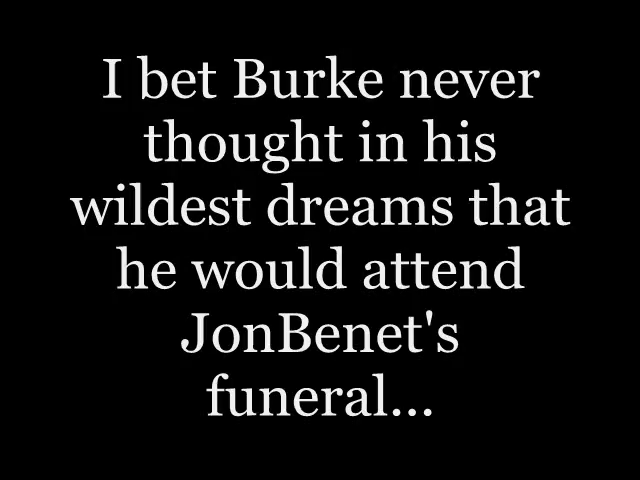 I bet Burke never
thought in his
wildest dreams that
he would attend
JonBenet's
funeral...